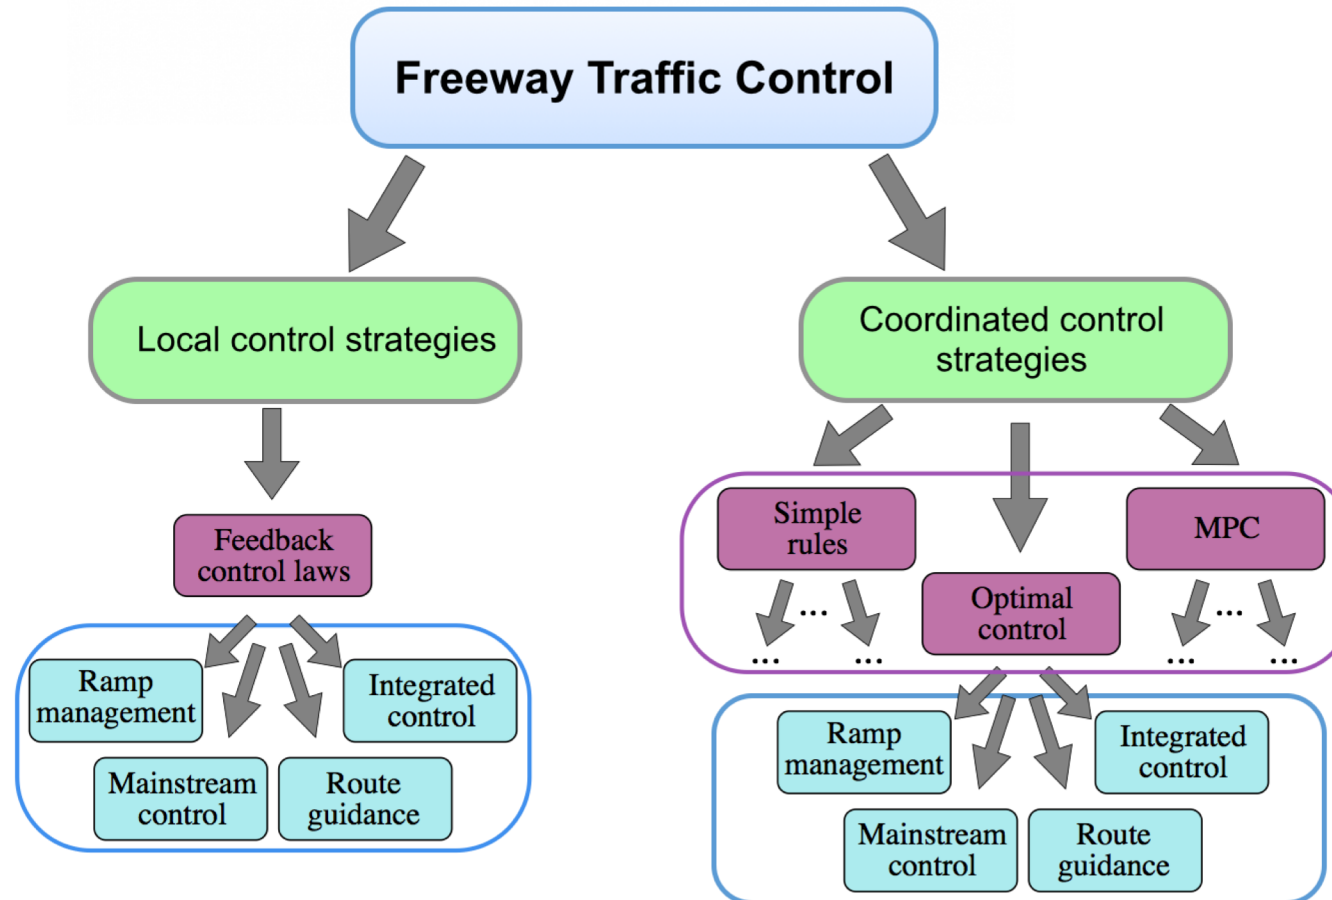 Freeway Traffic Control
Local control strategies
Coordinated control
strategies
Feedback
control laws
Simple
rules
MPC
Optimal
control
...
...
... ...
... ...
Ramp
management
Integrated
control
Mainstream
control
Route
guidance
Ramp
management
Integrated
control
Mainstream
control
Route
guidance